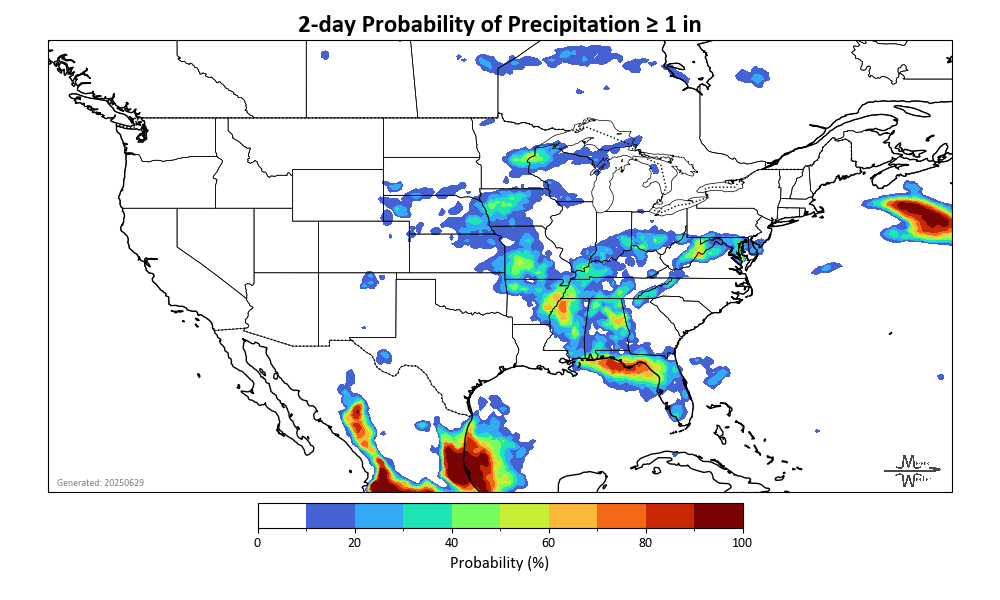 2-day Probability of Precipitation ≥ 1 in
Generated: 20250629
0 20 40 60 80 100
Probability (%)